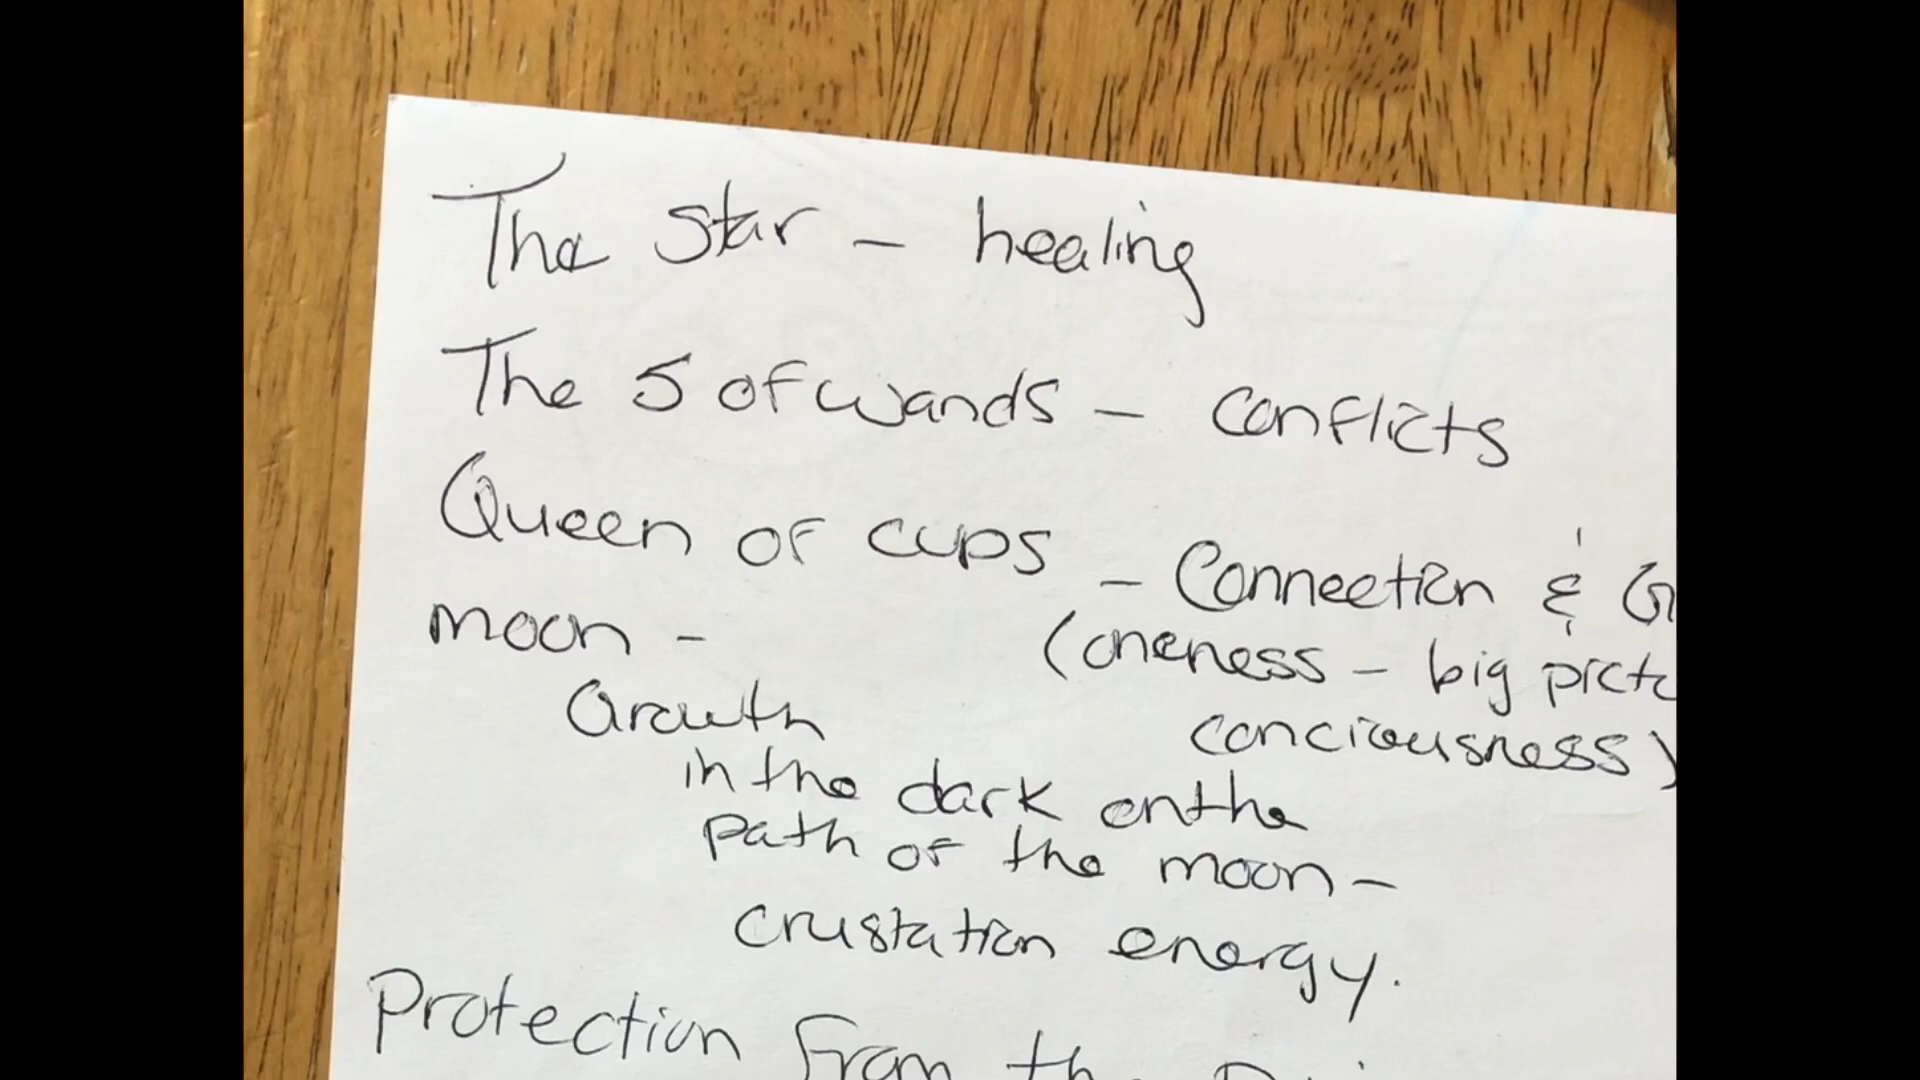 The Star - healing
The 5 of wands - conflicts
Queen of cups - Connection &
(oneness - big
conciousness)
moon -
Growth
in the dark on the
path of the moon -
crustation energy.
Protection From